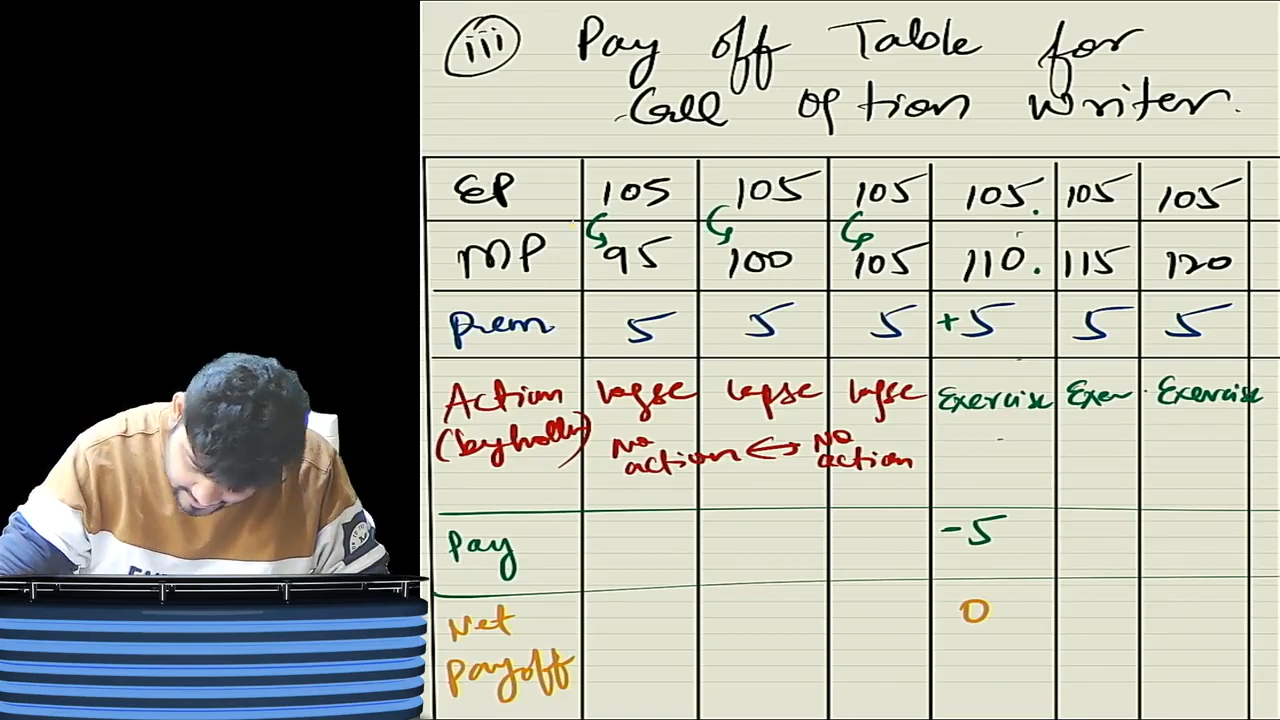 iii Pay off Table for
Call option writer.
EP 105 105 105 105. 105 105
MP 95 100 105 110. 115 120
Prem 5 5 5 +5 5 5
Action lapse lapse lapse Exercise Exer Exercise
No action ↔ No action
Pay -5
Net 0
Payoff